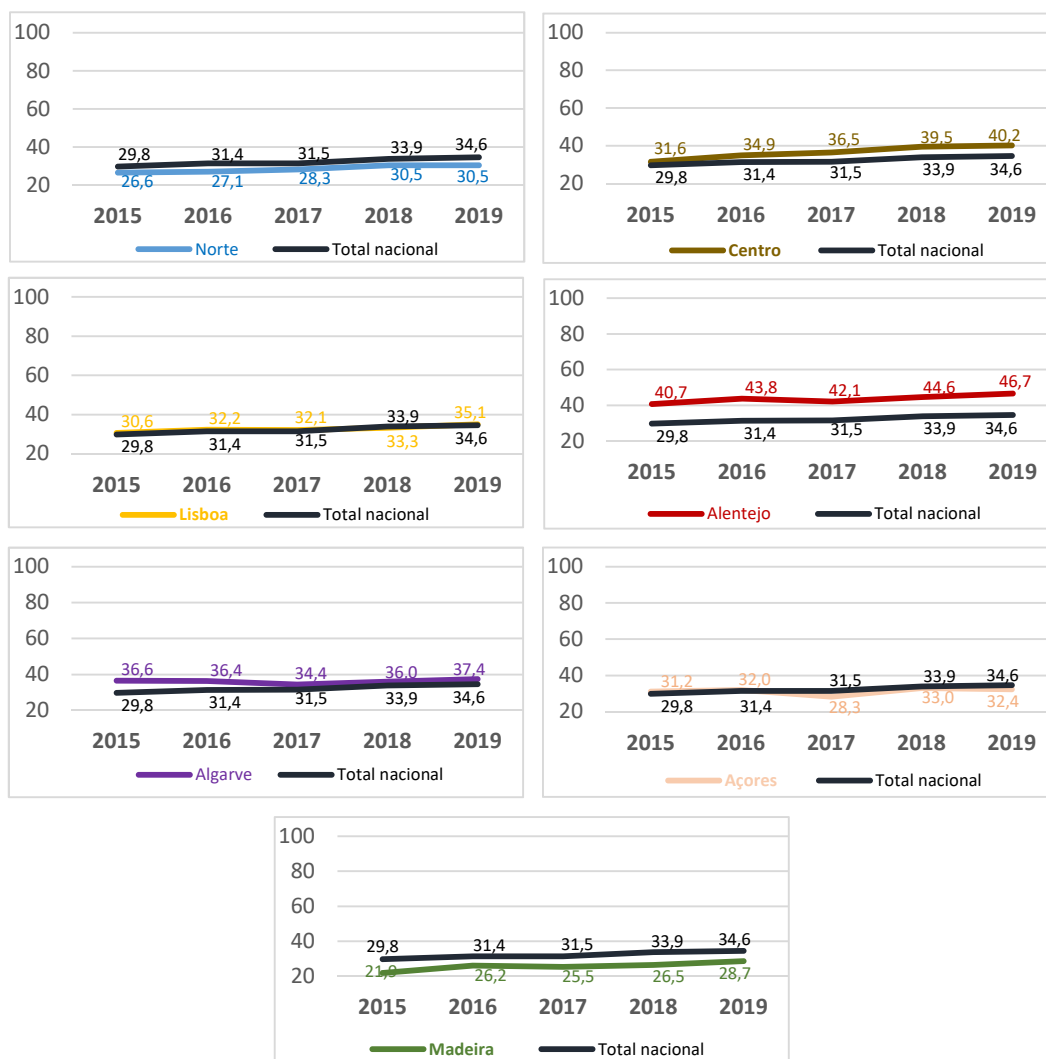 100
80
60
40
20
29,8 31,4 31,5 33,9 34,6
26,6 27,1 28,3 30,5 30,5
2015 2016 2017 2018 2019
Norte Total nacional
100
80
60
40
20
31,6 34,9 36,5 39,5 40,2
29,8 31,4 31,5 33,9 34,6
2015 2016 2017 2018 2019
Centro Total nacional
100
80
60
40
20
30,6 32,2 32,1 33,9 35,1
29,8 31,4 31,5 33,3 34,6
2015 2016 2017 2018 2019
Lisboa Total nacional
100
80
60
40
20
40,7 43,8 42,1 44,6 46,7
29,8 31,4 31,5 33,9 34,6
2015 2016 2017 2018 2019
Alentejo Total nacional
100
80
60
40
20
36,6 36,4 34,4 36,0 37,4
29,8 31,4 31,5 33,9 34,6
2015 2016 2017 2018 2019
Algarve Total nacional
100
80
60
40
20
31,2 32,0 31,5 33,9 34,6
29,8 31,4 28,3 33,0 32,4
2015 2016 2017 2018 2019
Açores Total nacional
100
80
60
40
20
29,8 31,4 31,5 33,9 34,6
21,9 26,2 25,5 26,5 28,7
2015 2016 2017 2018 2019
Madeira Total nacional